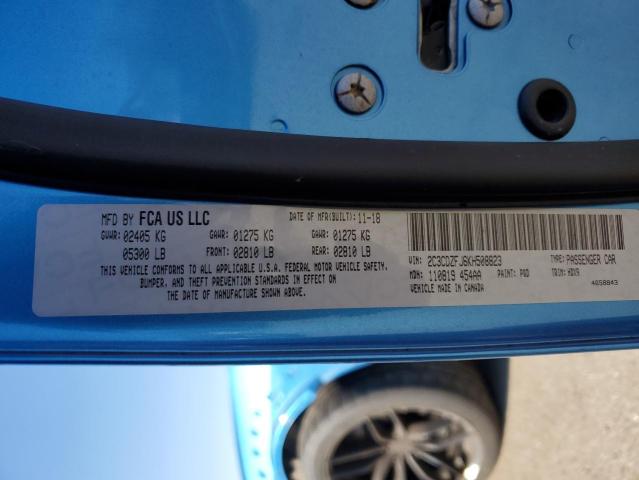 MFD BY FCA US LLC DATE OF MFR(BUILT): 11-18
GVWR: 02405 KG GAWR: 01275 KG GAWR: 01275 KG
05300 LB FRONT: 02810 LB REAR: 02810 LB
THIS VEHICLE CONFORMS TO ALL APPLICABLE U.S.A. FEDERAL MOTOR VEHICLE SAFETY,
BUMPER, AND THEFT PREVENTION STANDARDS IN EFFECT ON
THE DATE OF MANUFACTURE SHOWN ABOVE:
VIN: 2C3CDZFJ6KH508823 TYPE: PASSENGER CAR
MDH: 110819 454AA PAINT: PQD TRIM: HDX9
VEHICLE MADE IN CANADA 4658843